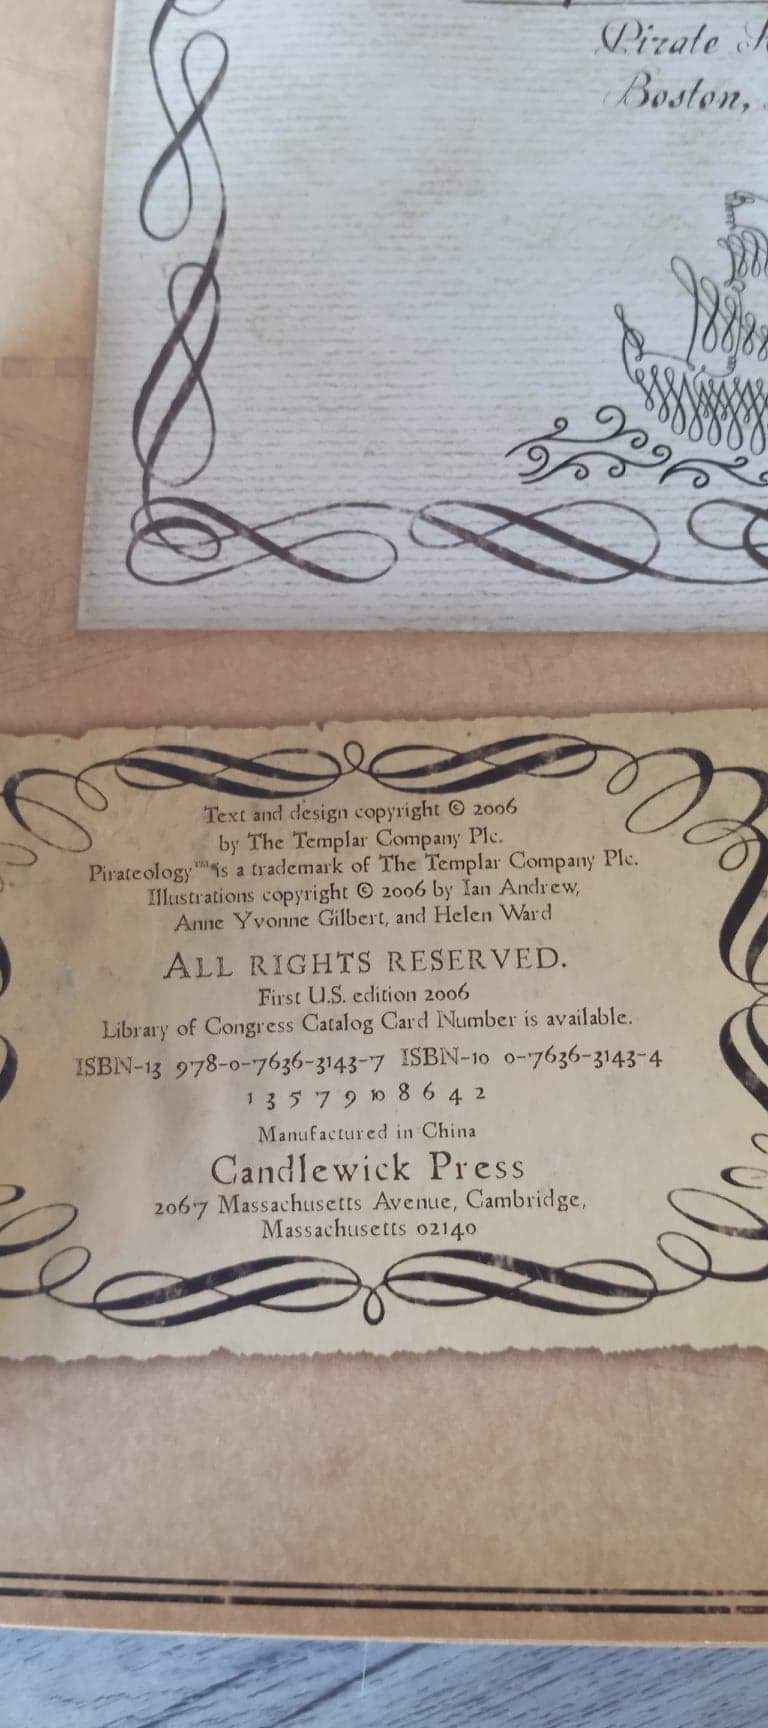 Pirate
Boston,
Text and design copyright © 2006
by The Templar Company Plc.
Pirateology™ is a trademark of The Templar Company Plc.
Illustrations copyright © 2006 by Ian Andrew,
Anne Yvonne Gilbert, and Helen Ward
ALL RIGHTS RESERVED.
First U.S. edition 2006
Library of Congress Catalog Card Number is available.
ISBN-13 978-0-7636-3143-7 ISBN-10 0-7636-3143-4
1 3 5 7 9 10 8 6 4 2
Manufactured in China
Candlewick Press
2067 Massachusetts Avenue, Cambridge,
Massachusetts 02140